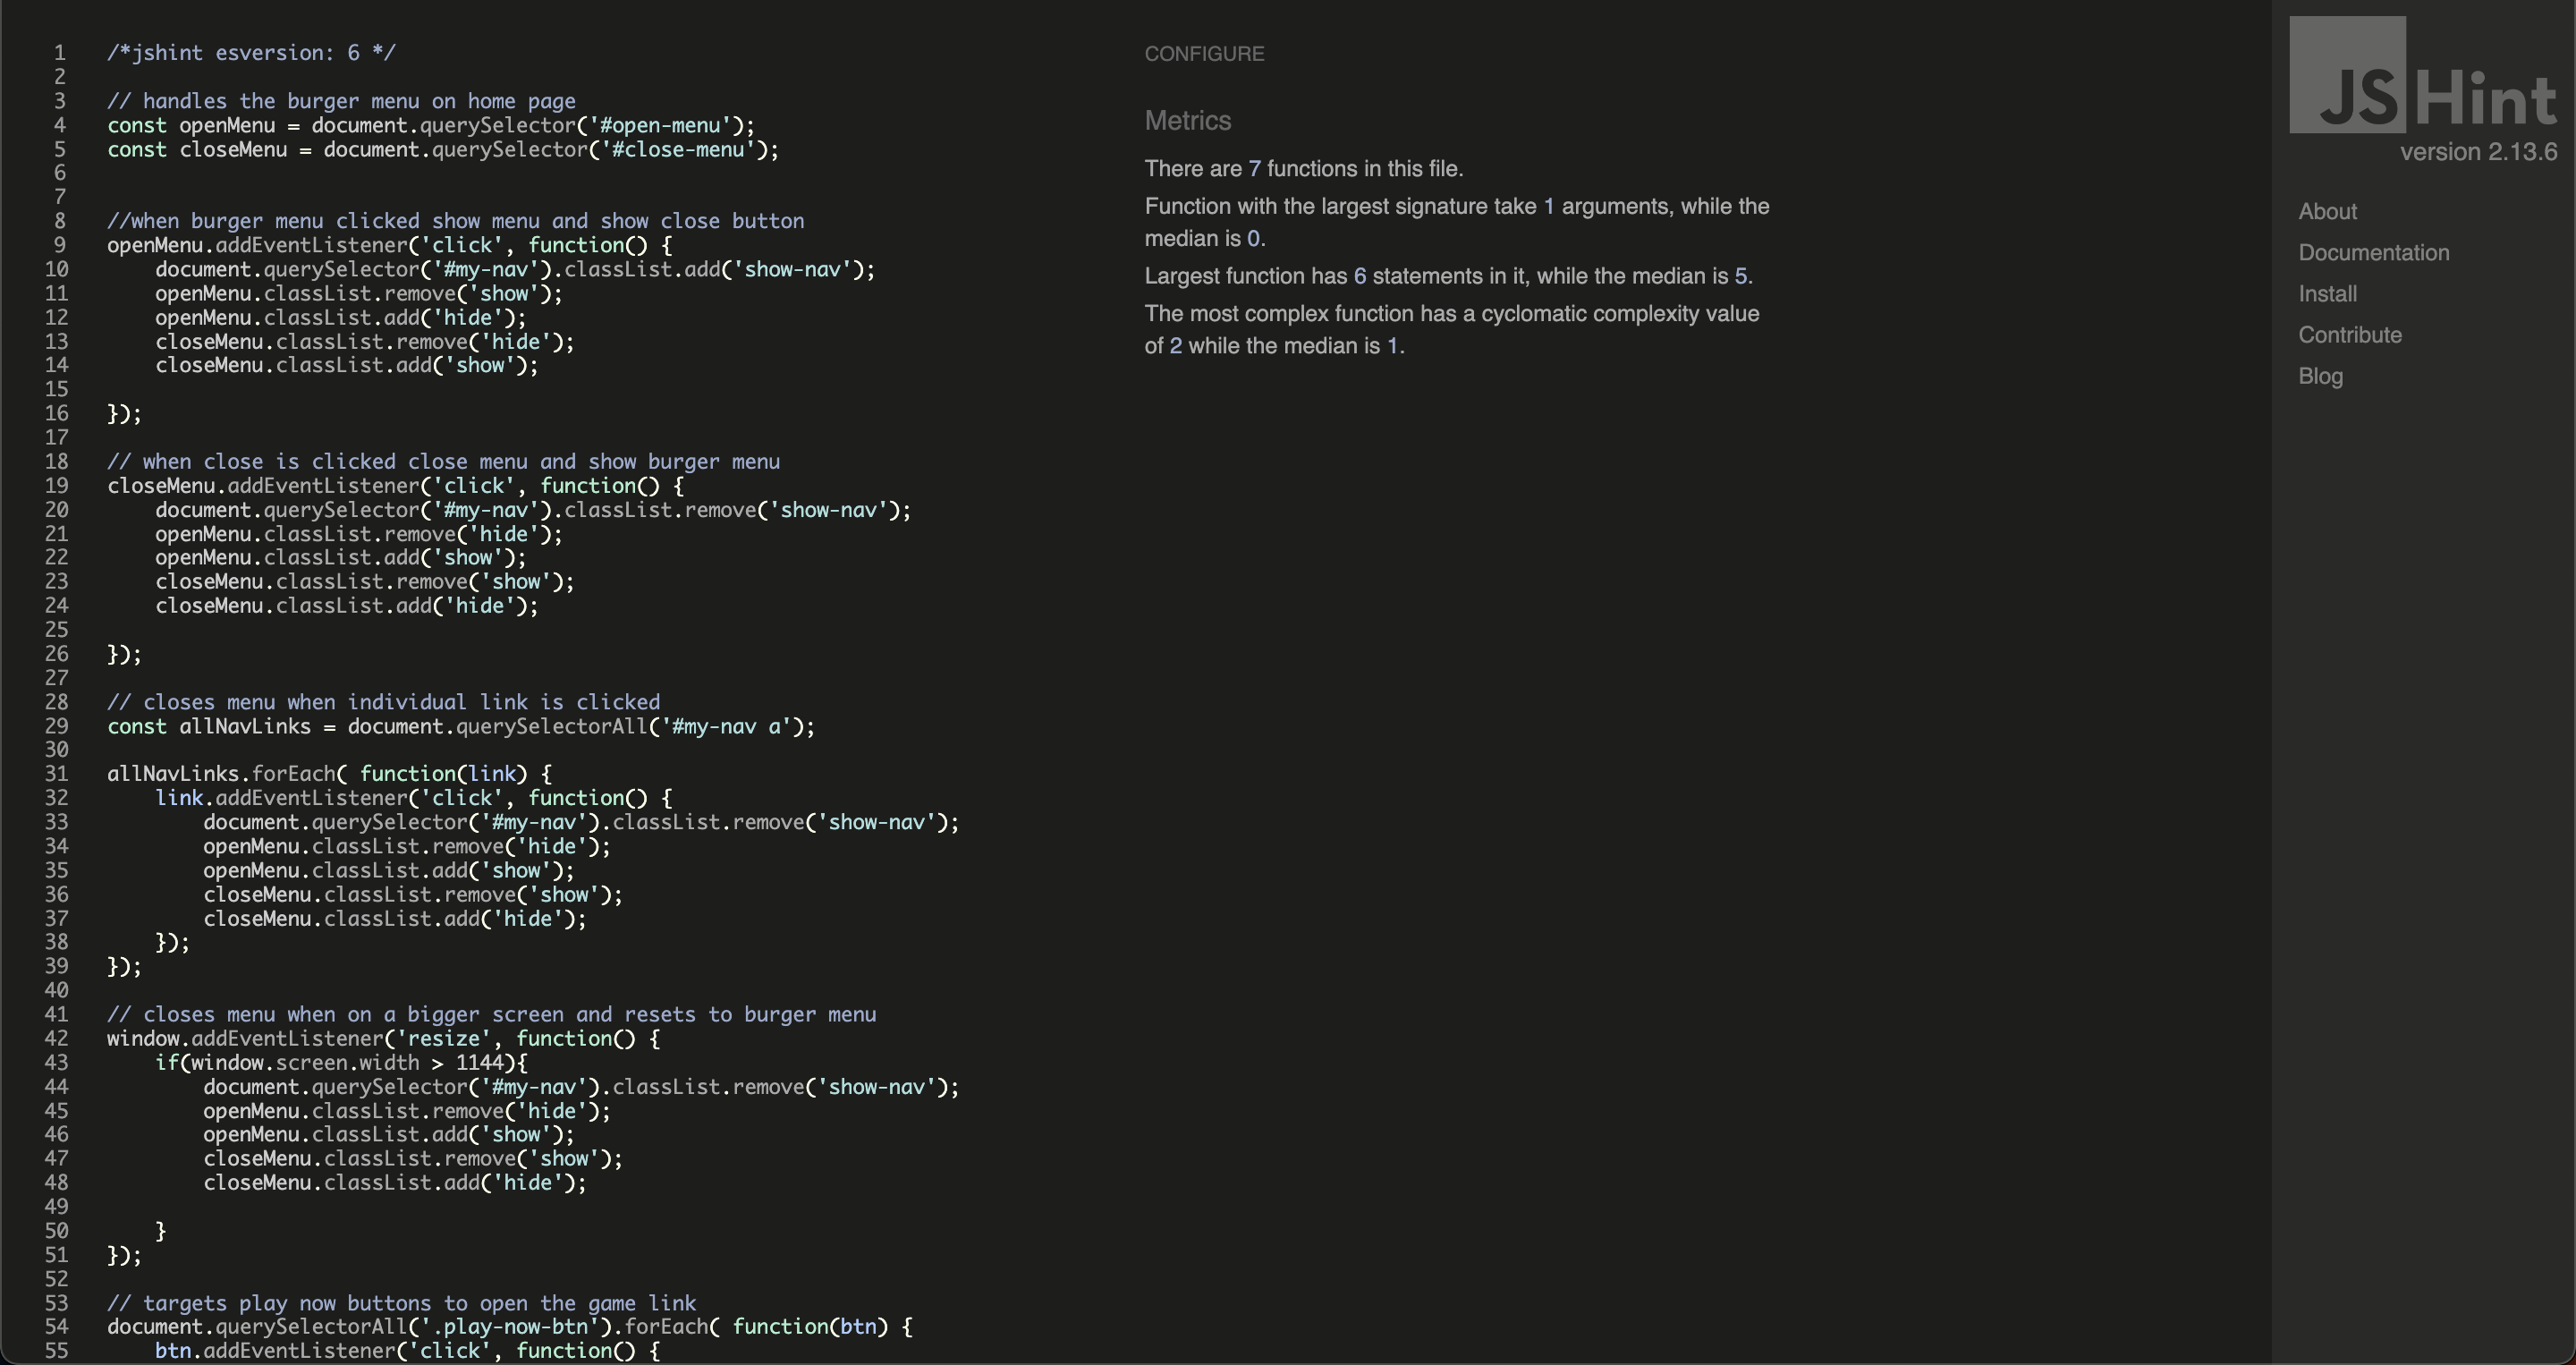 1 /*jshint esversion: 6 */
2
3 // handles the burger menu on home page
4 const openMenu = document.querySelector('#open-menu');
5 const closeMenu = document.querySelector('#close-menu');
6
7
8 //when burger menu clicked show menu and show close button
9 openMenu.addEventListener('click', function() {
10     document.querySelector('#my-nav').classList.add('show-nav');
11     openMenu.classList.remove('show');
12     openMenu.classList.add('hide');
13     closeMenu.classList.remove('hide');
14     closeMenu.classList.add('show');
15
16 });
17
18 // when close is clicked close menu and show burger menu
19 closeMenu.addEventListener('click', function() {
20     document.querySelector('#my-nav').classList.remove('show-nav');
21     openMenu.classList.remove('hide');
22     openMenu.classList.add('show');
23     closeMenu.classList.remove('show');
24     closeMenu.classList.add('hide');
25
26 });
27
28 // closes menu when individual link is clicked
29 const allNavLinks = document.querySelectorAll('#my-nav a');
30
31 allNavLinks.forEach( function(link) {
32     link.addEventListener('click', function() {
33         document.querySelector('#my-nav').classList.remove('show-nav');
34         openMenu.classList.remove('hide');
35         openMenu.classList.add('show');
36         closeMenu.classList.remove('show');
37         closeMenu.classList.add('hide');
38     });
39 });
40
41 // closes menu when on a bigger screen and resets to burger menu
42 window.addEventListener('resize', function() {
43     if(window.screen.width > 1144){
44         document.querySelector('#my-nav').classList.remove('show-nav');
45         openMenu.classList.remove('hide');
46         openMenu.classList.add('show');
47         closeMenu.classList.remove('show');
48         closeMenu.classList.add('hide');
49
50     }
51 });
52
53 // targets play now buttons to open the game link
54 document.querySelectorAll('.play-now-btn').forEach( function(btn) {
55     btn.addEventListener('click', function() {
CONFIGURE
Metrics
There are 7 functions in this file.
Function with the largest signature take 1 arguments, while the
median is 0.
Largest function has 6 statements in it, while the median is 5.
The most complex function has a cyclomatic complexity value
of 2 while the median is 1.
JSHint
version 2.13.6
About
Documentation
Install
Contribute
Blog